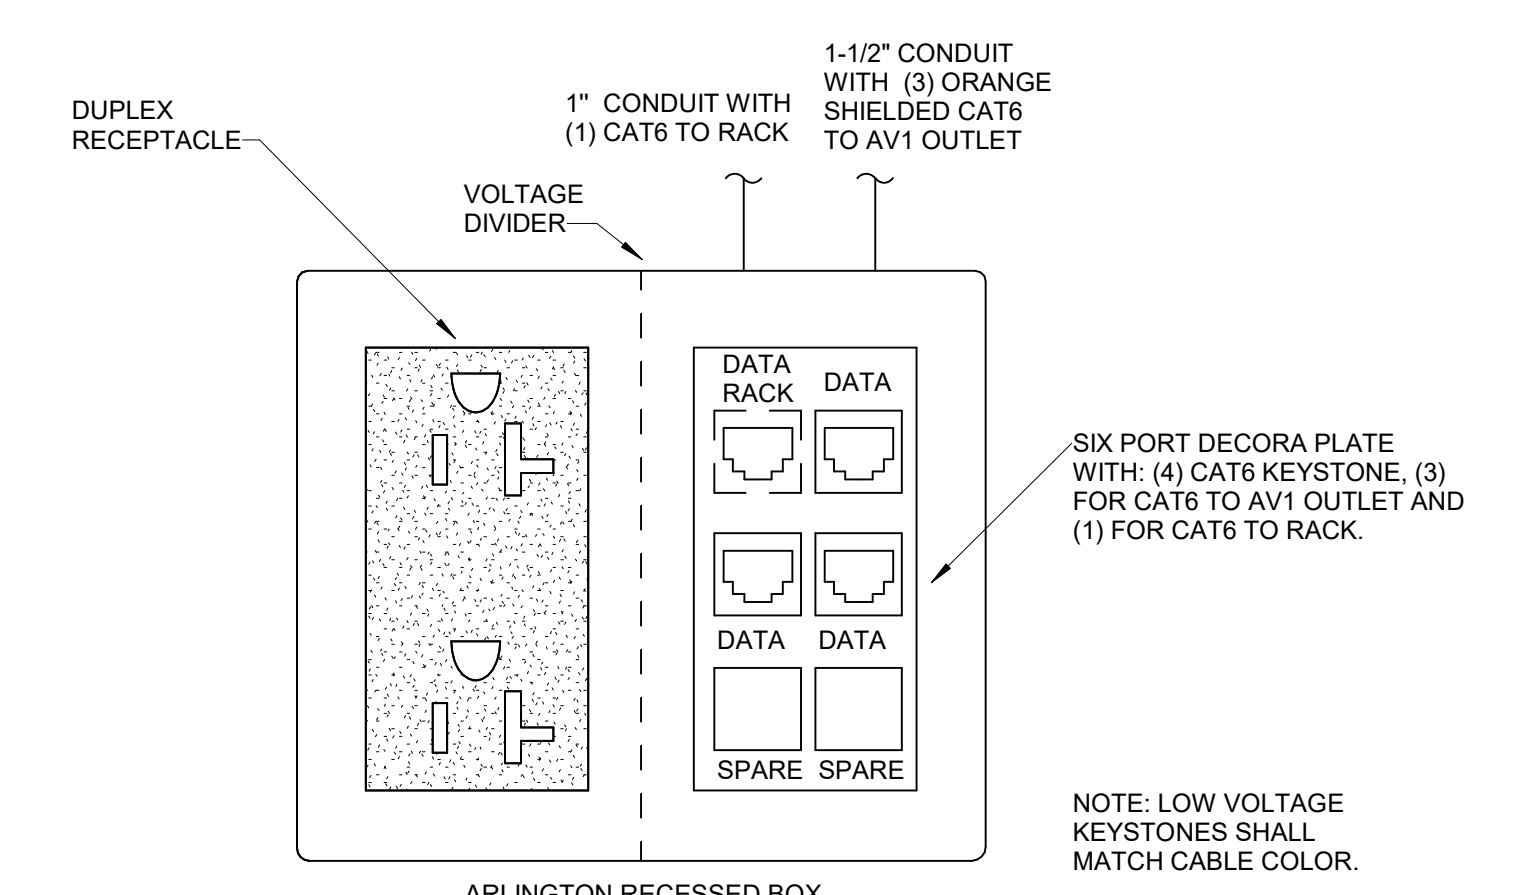 1-1/2" CONDUIT
WITH (3) ORANGE
SHIELDED CAT6
TO AV1 OUTLET
1" CONDUIT WITH
(1) CAT6 TO RACK
DUPLEX
RECEPTACLE
VOLTAGE
DIVIDER
DATA
RACK
DATA
DATA
DATA
SPARE
SPARE
SIX PORT DECORA PLATE
WITH: (4) CAT6 KEYSTONE, (3)
FOR CAT6 TO AV1 OUTLET AND
(1) FOR CAT6 TO RACK.
NOTE: LOW VOLTAGE
KEYSTONES SHALL
MATCH CABLE COLOR.
ARLINGTON RECESSED BOX